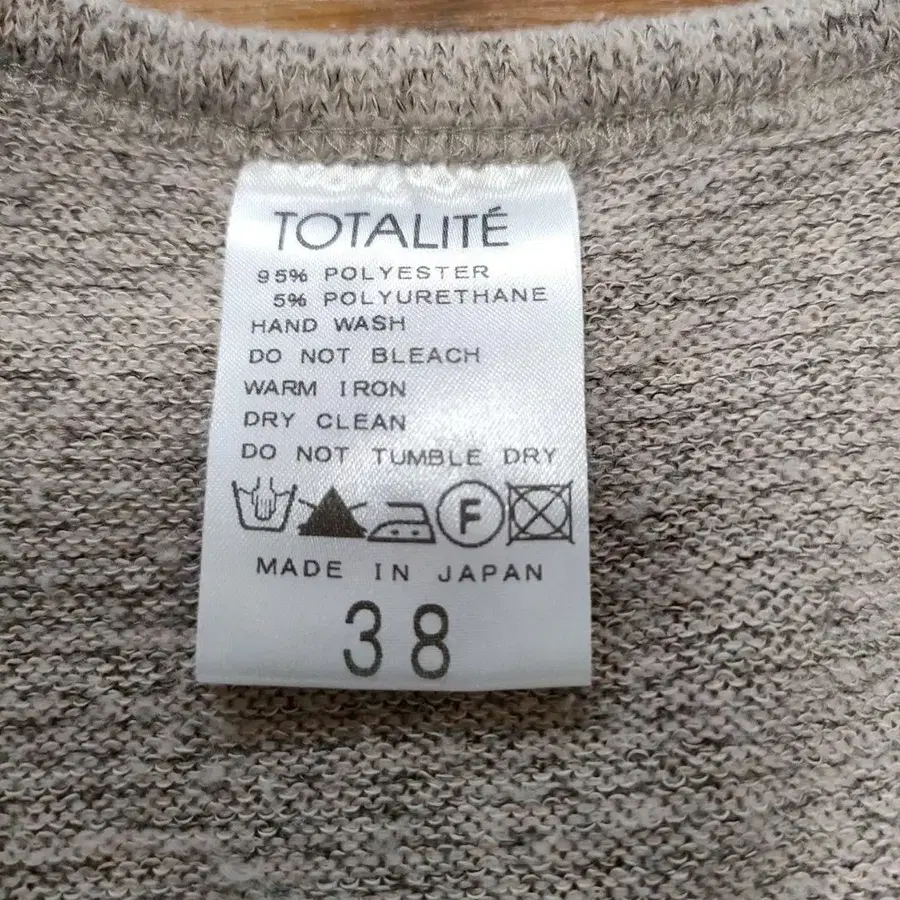 TOTALITÉ
95% POLYESTER
5% POLYURETHANE
HAND WASH
DO NOT BLEACH
WARM IRON
DRY CLEAN
DO NOT TUMBLE DRY
F
MADE IN JAPAN
38